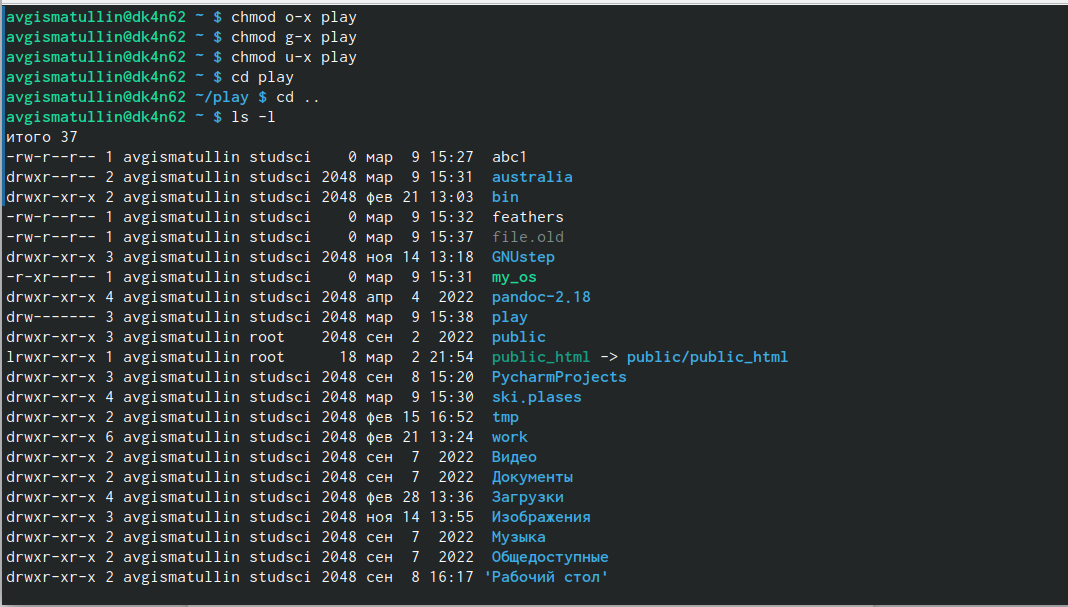 avgismatullin@dk4n62 ~ $ chmod o-x play
avgismatullin@dk4n62 ~ $ chmod g-x play
avgismatullin@dk4n62 ~ $ chmod u-x play
avgismatullin@dk4n62 ~ $ cd play
avgismatullin@dk4n62 ~/play $ cd ..
avgismatullin@dk4n62 ~ $ ls -l
итого 37
-rw-r--r-- 1 avgismatullin studsci    0 мар  9 15:27  abc1
drwxr--r-- 2 avgismatullin studsci 2048 мар  9 15:31  australia
drwxr-xr-x 2 avgismatullin studsci 2048 фев 21 13:03  bin
-rw-r--r-- 1 avgismatullin studsci    0 мар  9 15:32  feathers
-rw-r--r-- 1 avgismatullin studsci    0 мар  9 15:37  file.old
drwxr-xr-x 3 avgismatullin studsci 2048 ноя 14 13:18  GNUstep
-r-xr--r-- 1 avgismatullin studsci    0 мар  9 15:31  my_os
drwxr-xr-x 4 avgismatullin studsci 2048 апр  4  2022  pandoc-2.18
drw------- 3 avgismatullin studsci 2048 мар  9 15:38  play
drwxr-xr-x 3 avgismatullin root    2048 сен  2  2022  public
lrwxr-xr-x 1 avgismatullin root      18 мар  2 21:54  public_html -> public/public_html
drwxr-xr-x 3 avgismatullin studsci 2048 сен  8 15:20  PycharmProjects
drwxr-xr-x 4 avgismatullin studsci 2048 мар  9 15:30  ski.plases
drwxr-xr-x 2 avgismatullin studsci 2048 фев 15 16:52  tmp
drwxr-xr-x 6 avgismatullin studsci 2048 фев 21 13:24  work
drwxr-xr-x 2 avgismatullin studsci 2048 сен  7  2022  Видео
drwxr-xr-x 2 avgismatullin studsci 2048 сен  7  2022  Документы
drwxr-xr-x 4 avgismatullin studsci 2048 фев 28 13:36  Загрузки
drwxr-xr-x 3 avgismatullin studsci 2048 ноя 14 13:55  Изображения
drwxr-xr-x 2 avgismatullin studsci 2048 сен  7  2022  Музыка
drwxr-xr-x 2 avgismatullin studsci 2048 сен  7  2022  Общедоступные
drwxr-xr-x 2 avgismatullin studsci 2048 сен  8 16:17 'Рабочий стол'